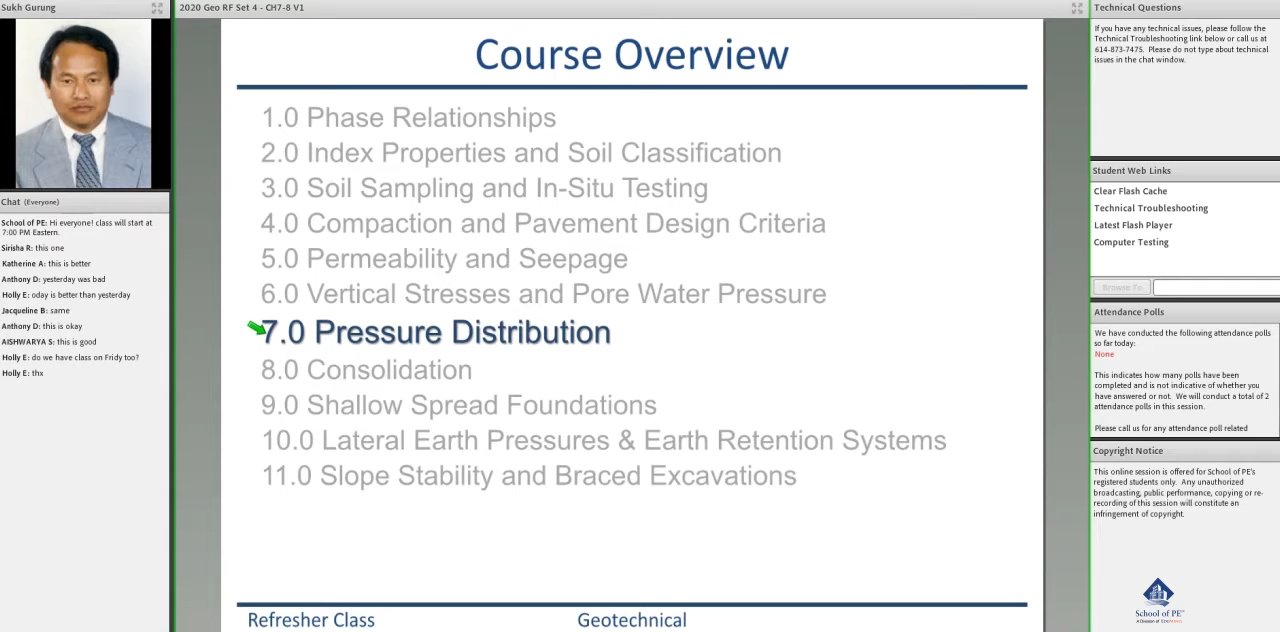 Sukh Gurung
2020 Geo RF Set 4 - CH7-8 V1
Technical Questions
If you have any technical issues, please follow the
Technical Troubleshooting link below or call us at
614-873-7475. Please do not type about technical
issues in the chat window.
Course Overview
1.0 Phase Relationships
2.0 Index Properties and Soil Classification
3.0 Soil Sampling and In-Situ Testing
4.0 Compaction and Pavement Design Criteria
5.0 Permeability and Seepage
6.0 Vertical Stresses and Pore Water Pressure
7.0 Pressure Distribution
8.0 Consolidation
9.0 Shallow Spread Foundations
10.0 Lateral Earth Pressures & Earth Retention Systems
11.0 Slope Stability and Braced Excavations
Refresher Class
Geotechnical
Chat (Everyone)
School of PE: Hi everyone! class will start at
7:00 PM Eastern.
Sirisha R: this one
Katherine A: this is better
Anthony D: yesterday was bad
Holly E: oday is better than yesterday
Jacqueline B: same
Anthony D: this is okay
AISHWARYA S: this is good
Holly E: do we have class on Fridy too?
Holly E: thx
Student Web Links
Clear Flash Cache
Technical Troubleshooting
Latest Flash Player
Computer Testing
Browse To
Attendance Polls
We have conducted the following attendance polls
so far today:
None
This indicates how many polls have been
completed and is not indicative of whether you
have answered or not. We will conduct a total of 2
attendance polls in this session.
Please call us for any attendance poll related
Copyright Notice
This online session is offered for School of PE's
registered students only. Any unauthorized
broadcasting, public performance, copying or re-
recording of this session will constitute an
infringement of copyright.
School of PE™
A Division of EduMind